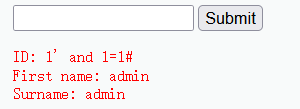 Submit
ID: 1' and 1=1#
First name: admin
Surname: admin